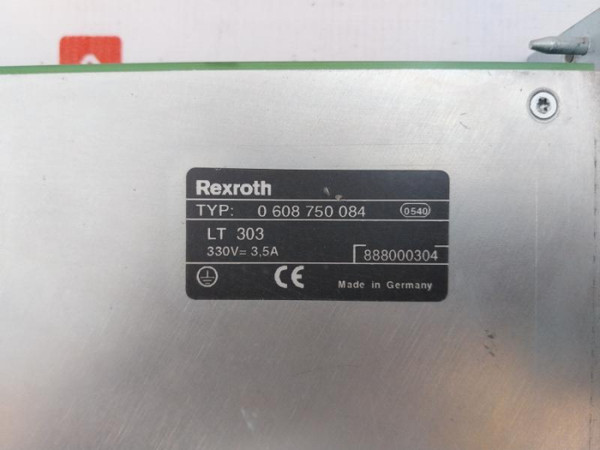 Rexroth
TYP: 0 608 750 084 0540
LT 303
330V= 3,5A
888000304
CE
Made in Germany